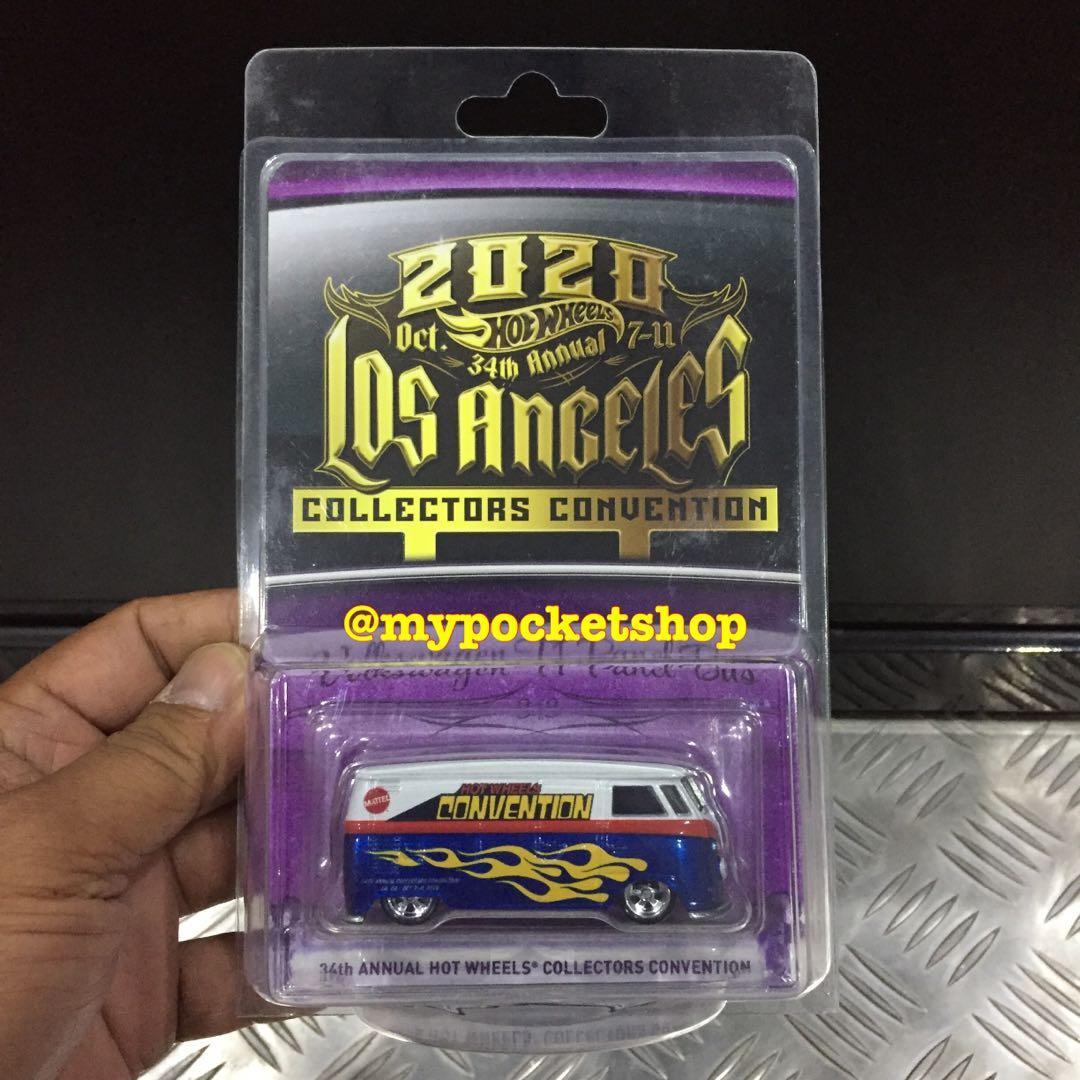 2020
Oct. HOT WHEELS 7-11
34th Annual
LOS ANGELES
COLLECTORS CONVENTION
@mypocketshop
Volkswagen T1 Panel Bus
MATTEL
HOT WHEELS
CONVENTION
34th ANNUAL HOT WHEELS® COLLECTORS CONVENTION